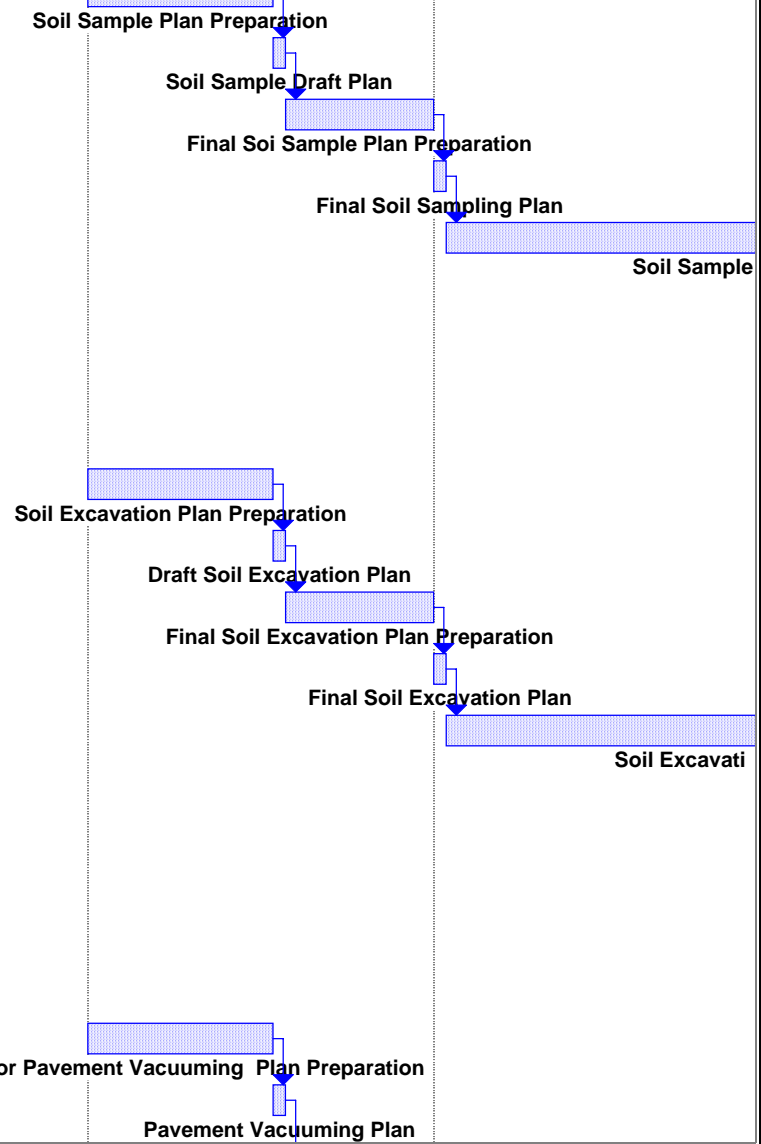 Soil Sample Plan Preparation
Soil Sample Draft Plan
Final Soi Sample Plan Preparation
Final Soil Sampling Plan
Soil Sample
Soil Excavation Plan Preparation
Draft Soil Excavation Plan
Final Soil Excavation Plan Preparation
Final Soil Excavation Plan
Soil Excavati
or Pavement Vacuuming  Plan Preparation
Pavement Vacuuming Plan